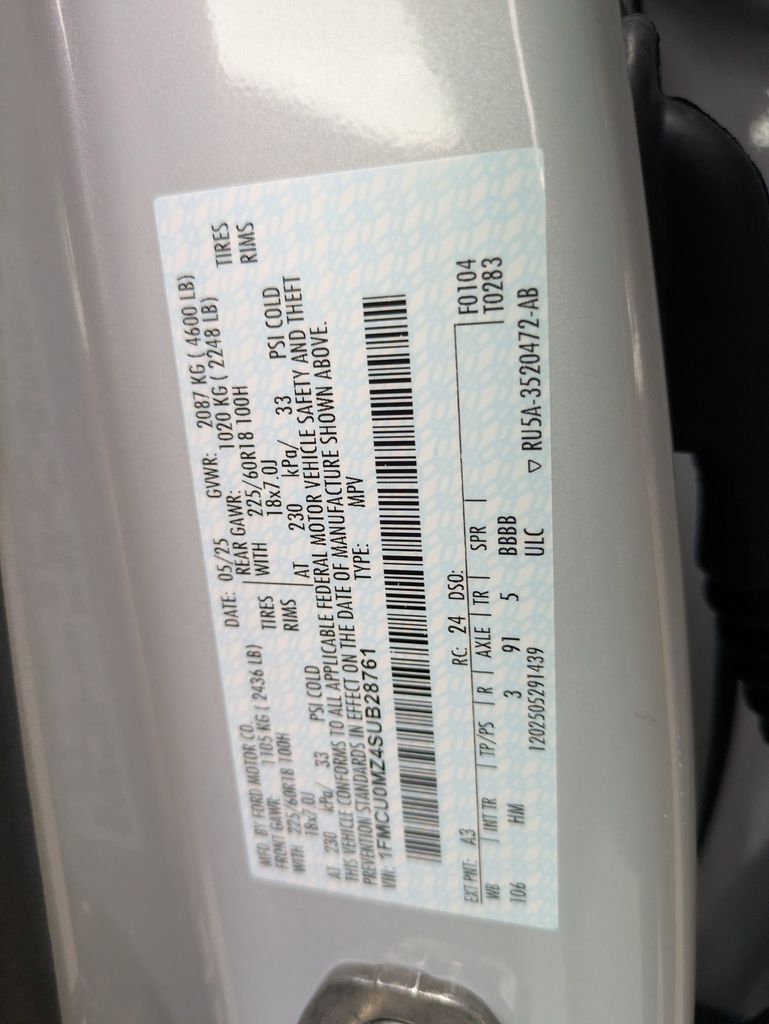 MFD. BY FORD MOTOR CO.
DATE: 05/25 GVWR: 2087 KG ( 4600 LB)
FRONT GAWR: 1105 KG ( 2436 LB) REAR GAWR: 1020 KG ( 2248 LB)
WITH 225/60R18 100H TIRES WITH 225/60R18 100H TIRES
18x7.0J RIMS 18x7.0J RIMS
AT 230 kPa/ 33 PSI COLD AT 230 kPa/ 33 PSI COLD
THIS VEHICLE CONFORMS TO ALL APPLICABLE FEDERAL MOTOR VEHICLE SAFETY AND THEFT
PREVENTION STANDARDS IN EFFECT ON THE DATE OF MANUFACTURE SHOWN ABOVE.
VIN: 1FMCU0MZ4SUB28761 TYPE: MPV
EXT PNT: A3 RC: 24 DSO: F0104
WB INT TR TP/PS R AXLE TR SPR T0283
106 HM 3 91 5 BBBB
1202505291439 ULC ▽ RU5A-3520472-AB